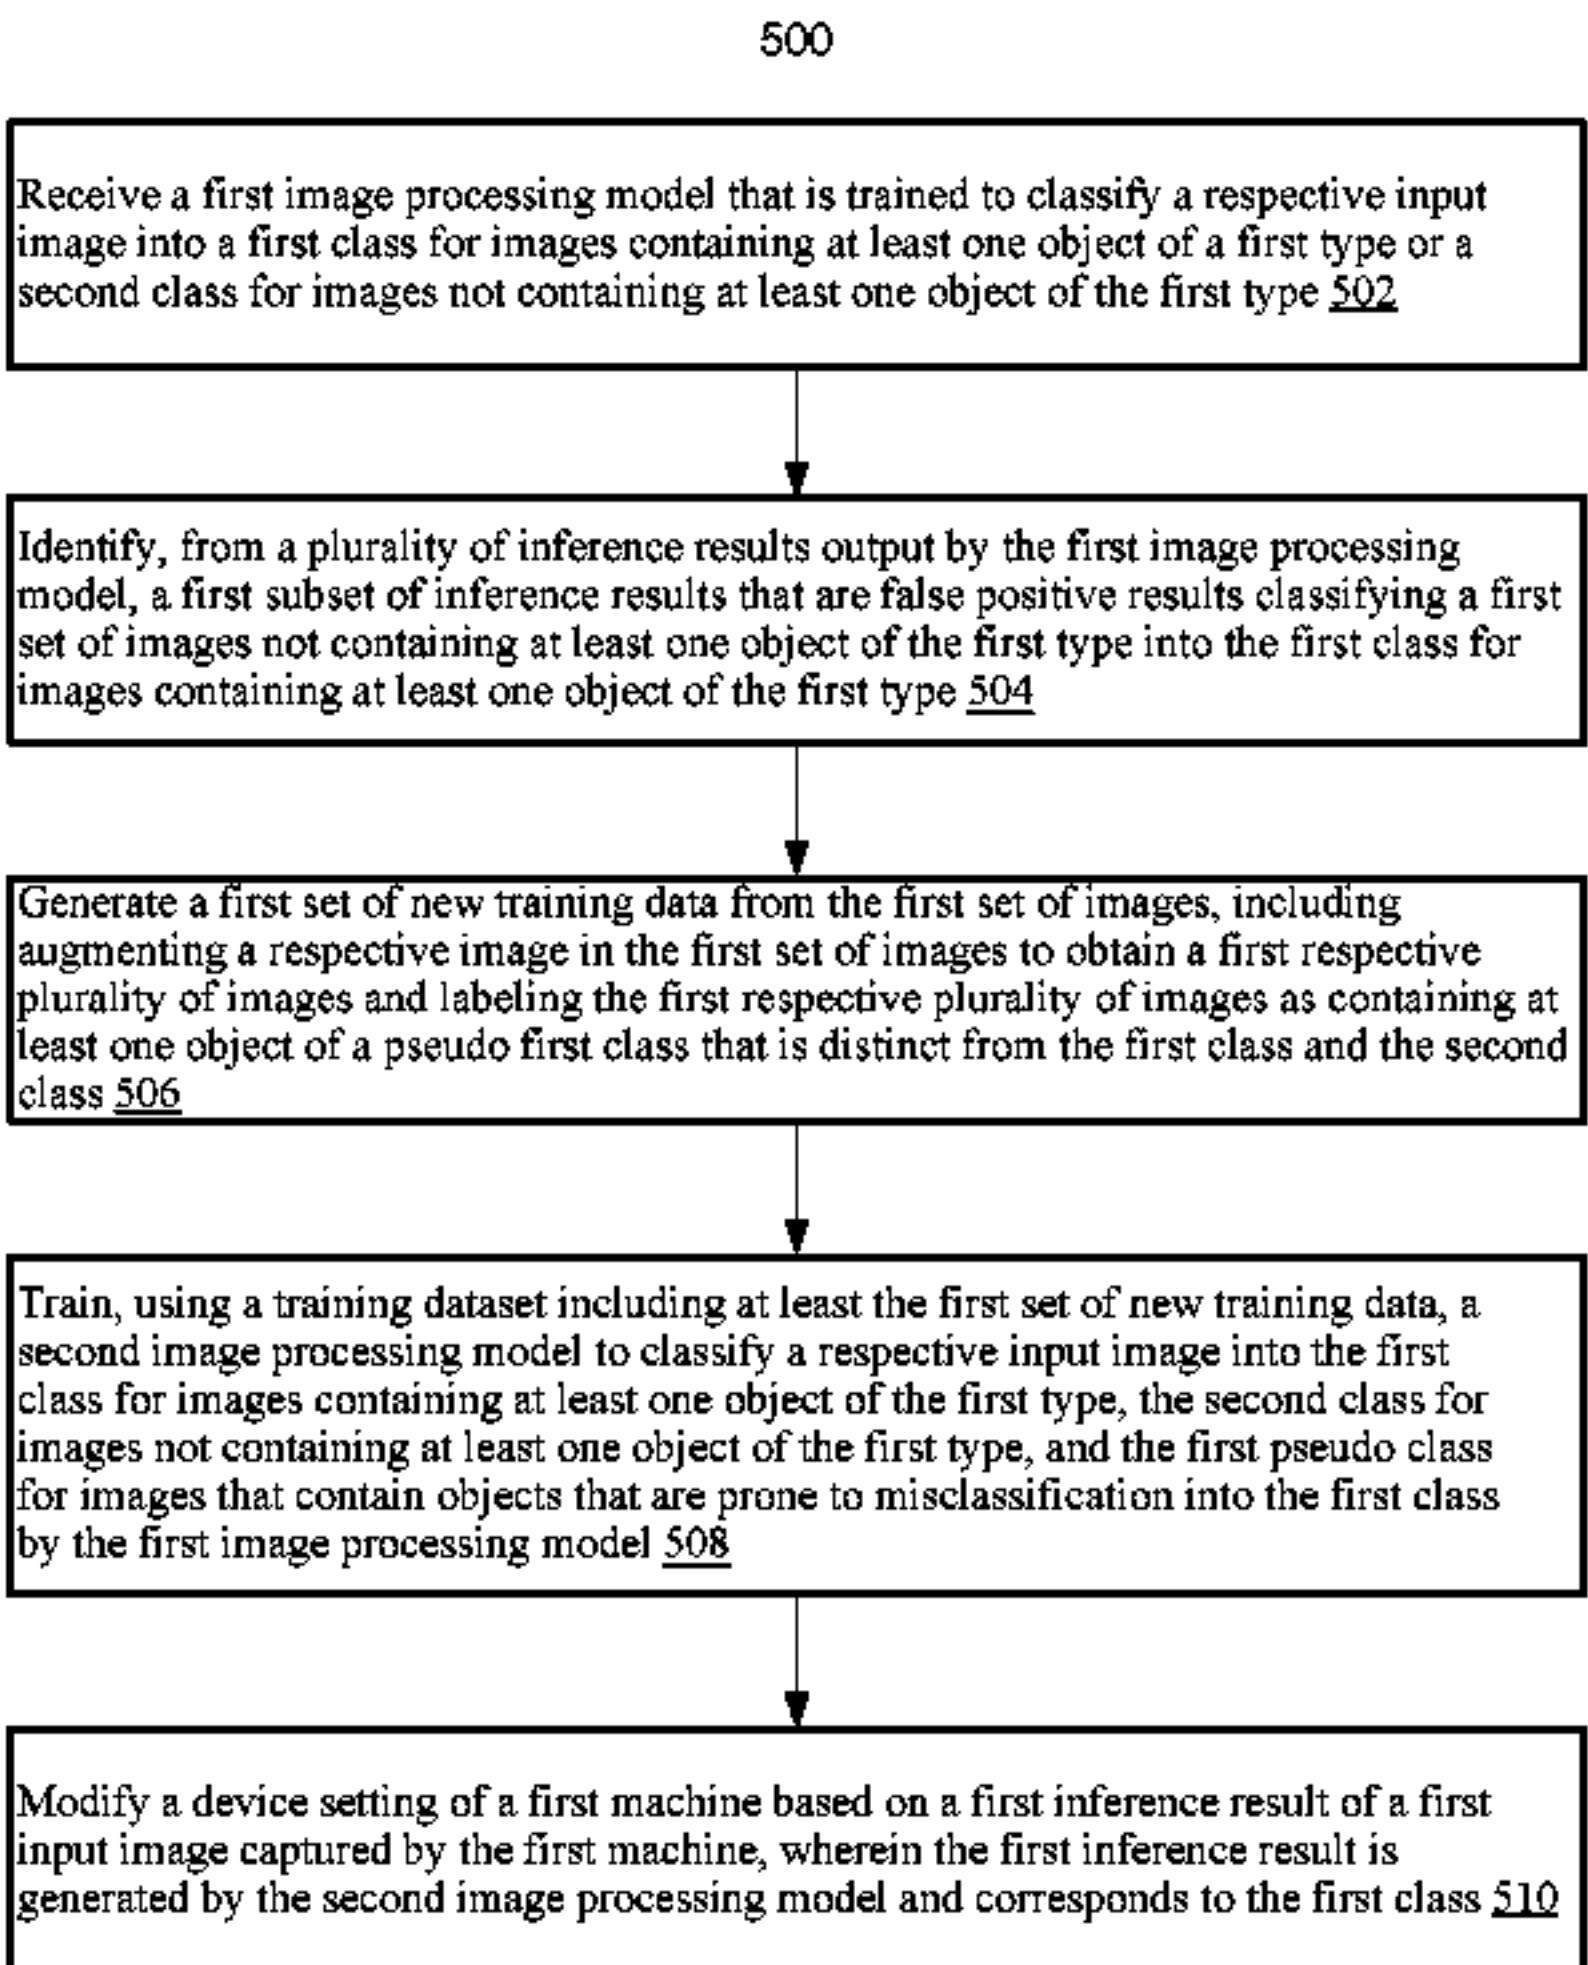 500
Receive a first image processing model that is trained to classify a respective input
image into a first class for images containing at least one object of a first type or a
second class for images not containing at least one object of the first type 502
Identify, from a plurality of inference results output by the first image processing
model, a first subset of inference results that are false positive results classifying a first
set of images not containing at least one object of the first type into the first class for
images containing at least one object of the first type 504
Generate a first set of new training data from the first set of images, including
augmenting a respective image in the first set of images to obtain a first respective
plurality of images and labeling the first respective plurality of images as containing at
least one object of a pseudo first class that is distinct from the first class and the second
class 506
Train, using a training dataset including at least the first set of new training data, a
second image processing model to classify a respective input image into the first
class for images containing at least one object of the first type, the second class for
images not containing at least one object of the first type, and the first pseudo class
for images that contain objects that are prone to misclassification into the first class
by the first image processing model 508
Modify a device setting of a first machine based on a first inference result of a first
input image captured by the first machine, wherein the first inference result is
generated by the second image processing model and corresponds to the first class 510